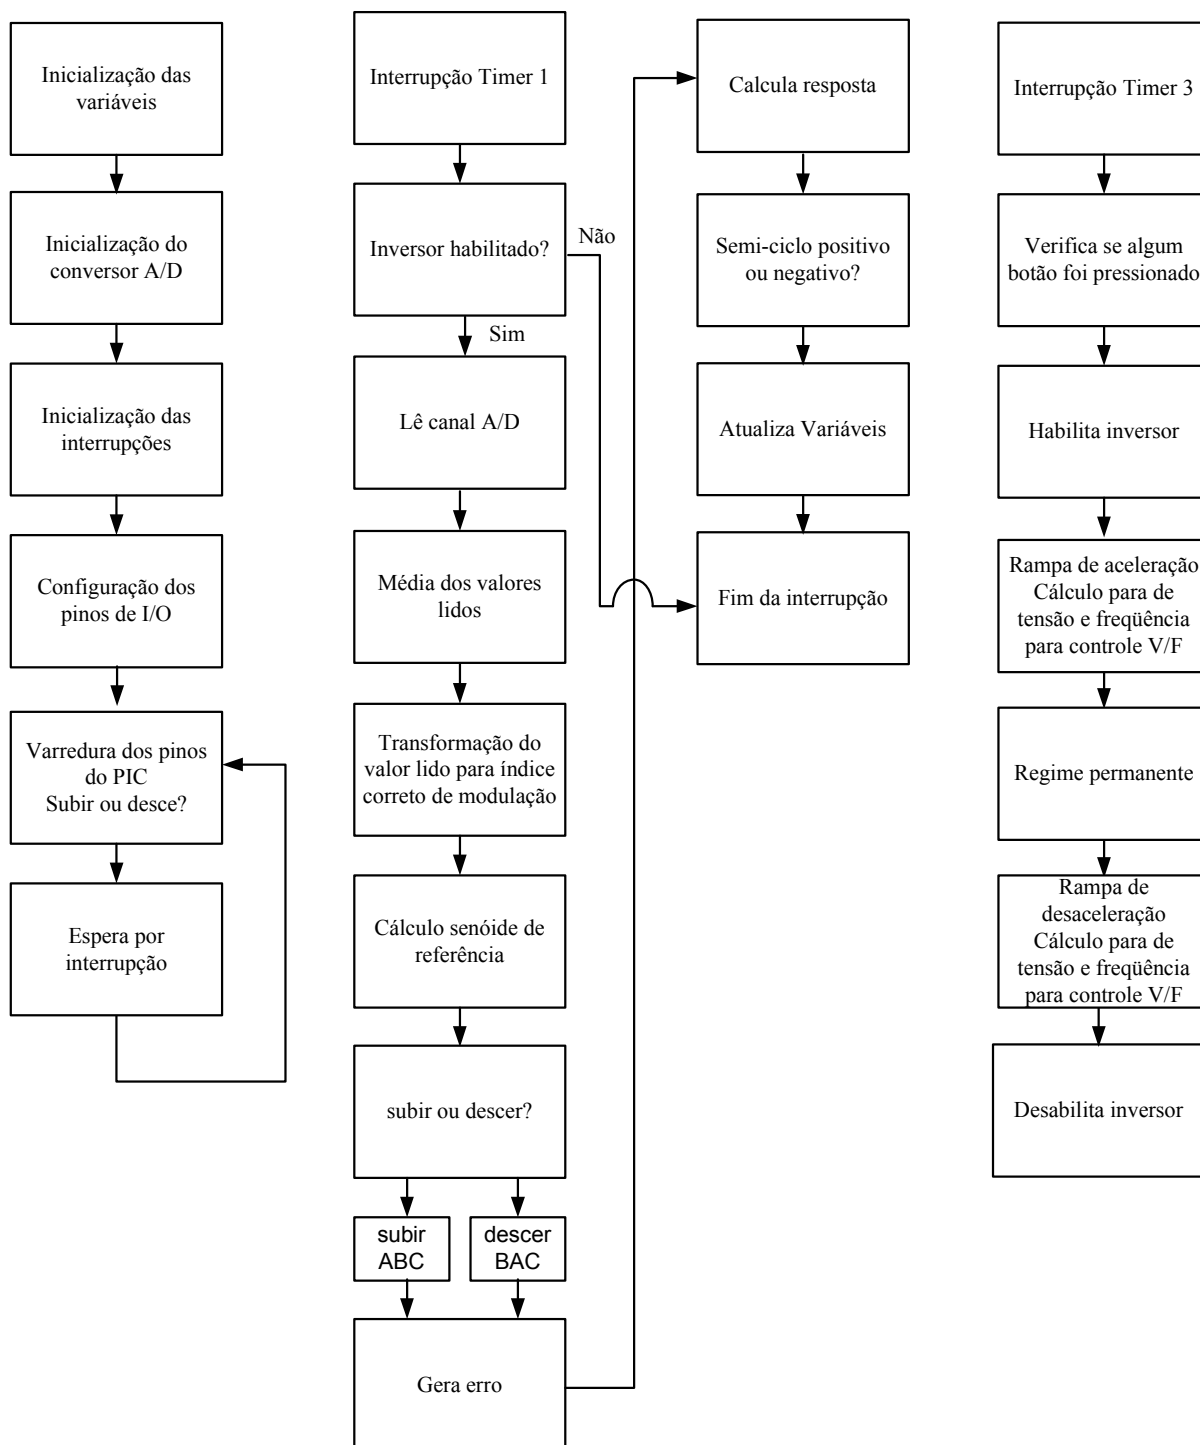 Inicialização das
variáveis
Inicialização do
conversor A/D
Inicialização das
interrupções
Configuração dos
pinos de I/O
Varredura dos pinos
do PIC
Subir ou desce?
Espera por
interrupção
Interrupção Timer 1
Inversor habilitado?
Não
Sim
Lê canal A/D
Média dos valores
lidos
Transformação do
valor lido para índice
correto de modulação
Cálculo senóide de
referência
subir ou descer?
subir
ABC
descer
BAC
Gera erro
Calcula resposta
Semi-ciclo positivo
ou negativo?
Atualiza Variáveis
Fim da interrupção
Interrupção Timer 3
Verifica se algum
botão foi pressionado
Habilita inversor
Rampa de aceleração
Cálculo para de
tensão e freqüência
para controle V/F
Regime permanente
Rampa de
desaceleração
Cálculo para de
tensão e freqüência
para controle V/F
Desabilita inversor